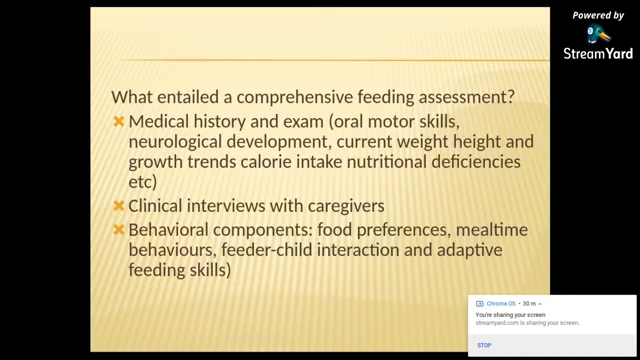 Powered by
StreamYard
What entailed a comprehensive feeding assessment?
Medical history and exam (oral motor skills,
neurological development, current weight height and
growth trends calorie intake nutritional deficiencies
etc)
Clinical interviews with caregivers
Behavioral components: food preferences, mealtime
behaviours, feeder-child interaction and adaptive
feeding skills)
Chrome OS • 30 m
You're sharing your screen
streamyard.com is sharing your screen.
STOP